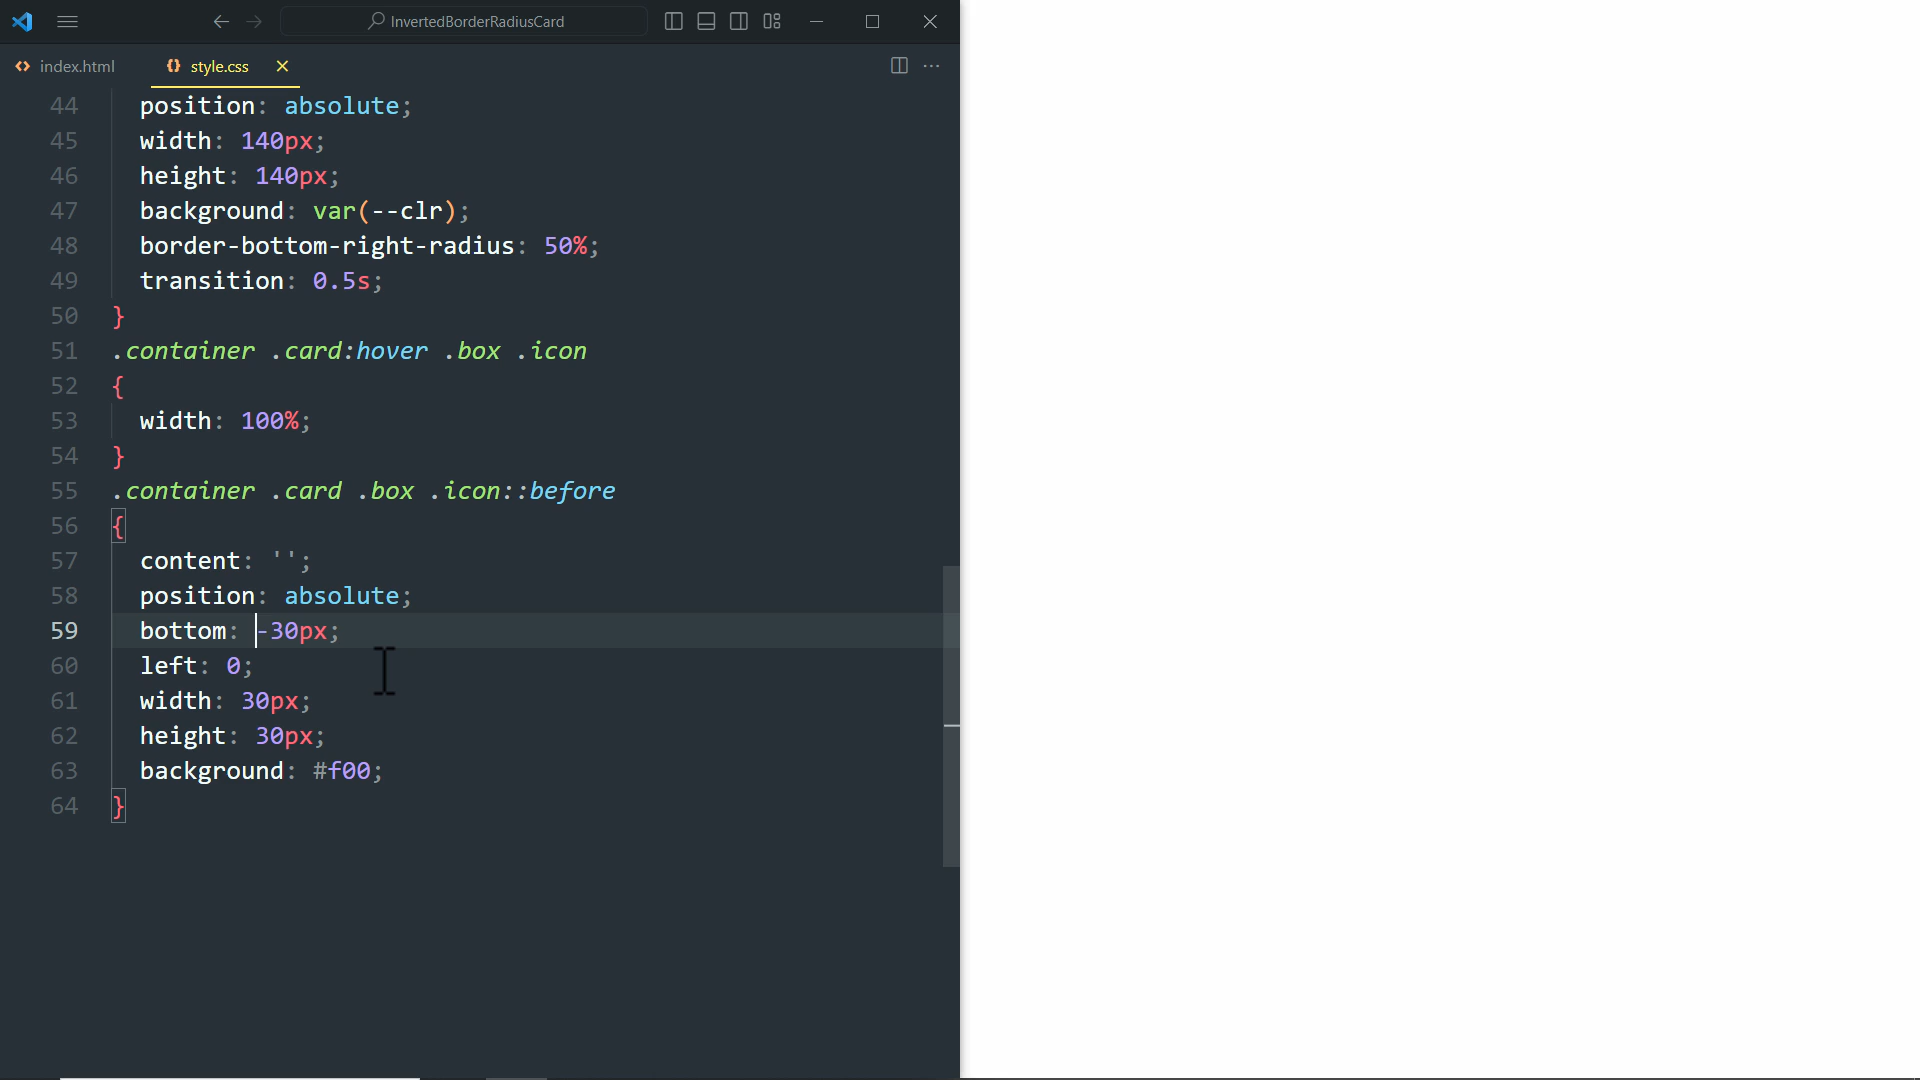 InvertedBorderRadiusCard
index.html
style.css
44 position: absolute;
45 width: 140px;
46 height: 140px;
47 background: var(--clr);
48 border-bottom-right-radius: 50%;
49 transition: 0.5s;
50 }
51 .container .card:hover .box .icon
52 {
53 width: 100%;
54 }
55 .container .card .box .icon::before
56 {
57 content: '';
58 position: absolute;
59 bottom: -30px;
60 left: 0;
61 width: 30px;
62 height: 30px;
63 background: #f00;
64 }